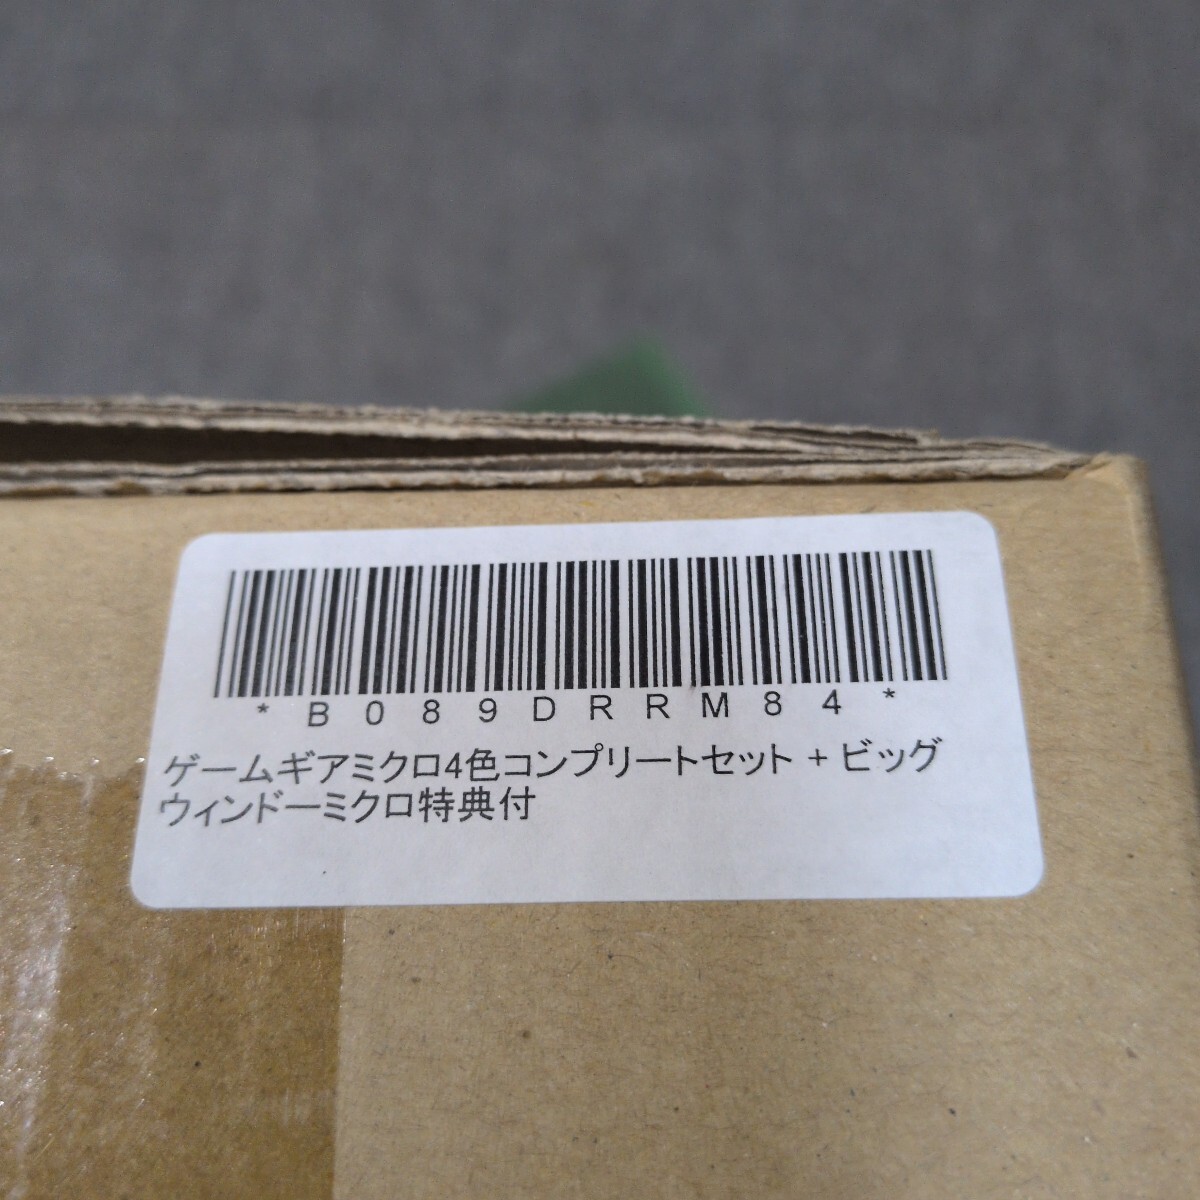 *B089DRRM84*
ゲームギアミクロ4色コンプリートセット + ビッグ
ウィンドーミクロ特典付